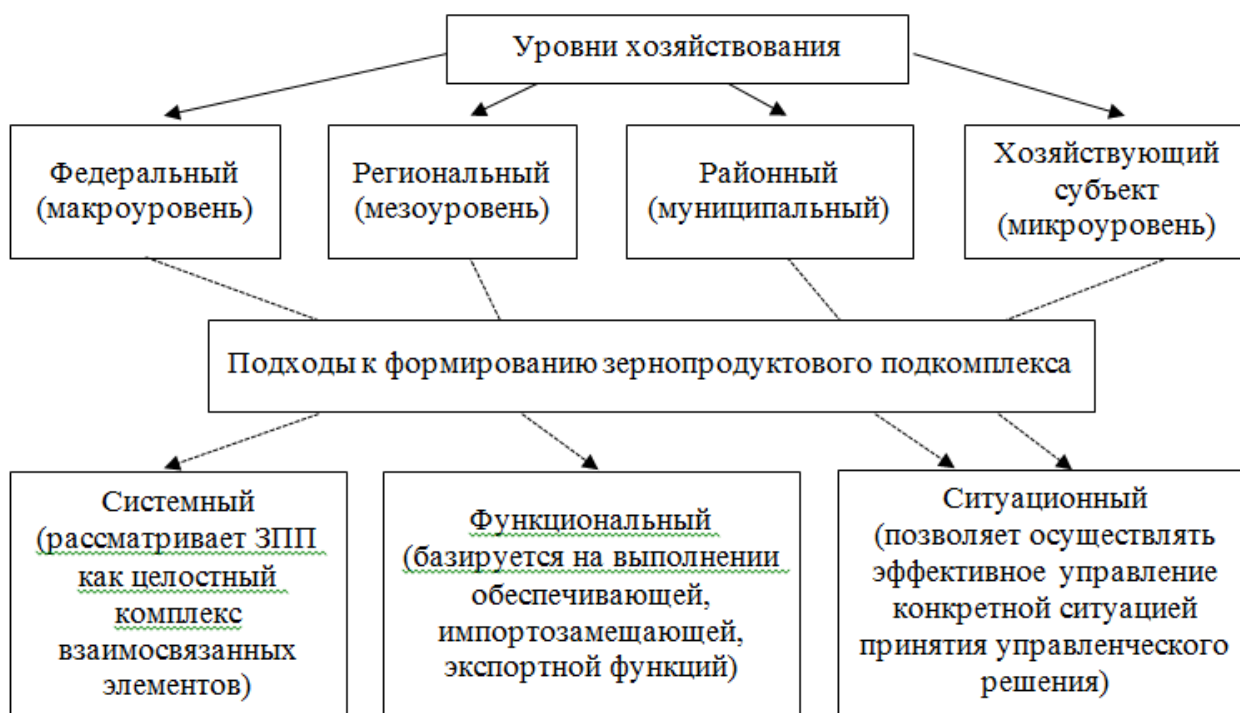 Уровни хозяйствования
Федеральный
(макроуровень)
Региональный
(мезоуровень)
Районный
(муниципальный)
Хозяйствующий
субъект
(микроуровень)
Подходы к формированию зернопродуктового подкомплекса
Системный
(рассматривает ЗПП
как целостный
комплекс
взаимосвязанных
элементов)
Функциональный
(базируется на выполнении
обеспечивающей,
импортозамещающей,
экспортной функций)
Ситуационный
(позволяет осуществлять
эффективное управление
конкретной ситуацией
принятия управленческого
решения)